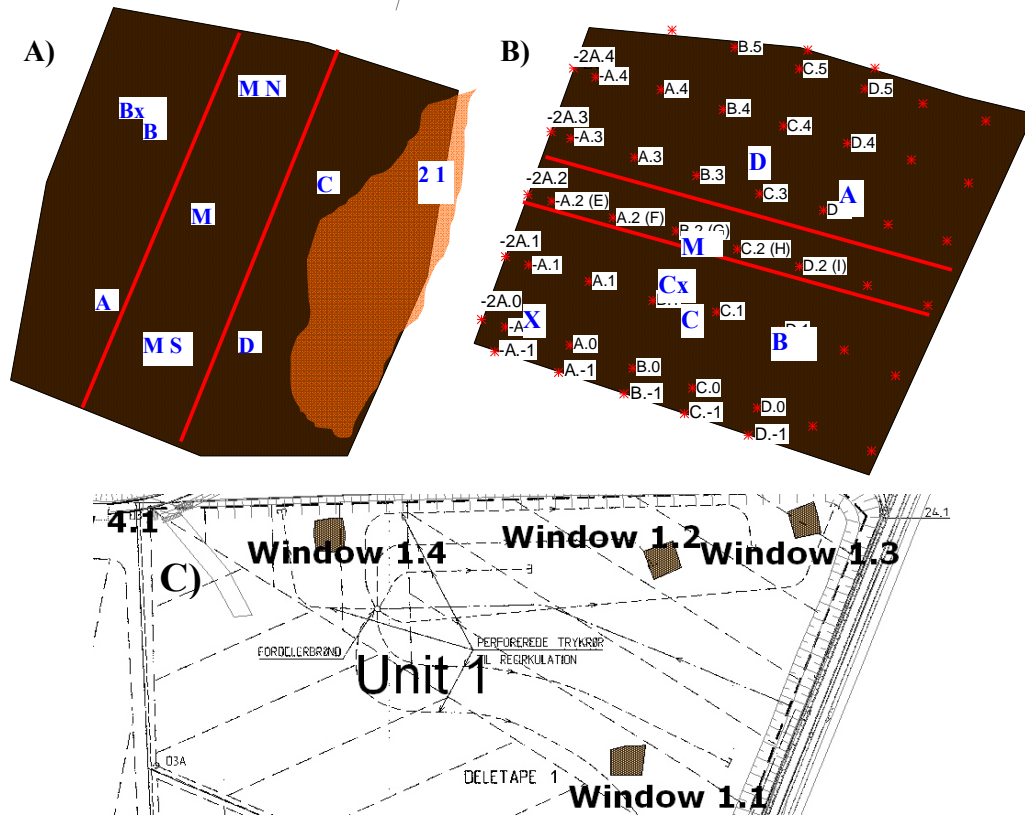 A)
M N
Bx
B
C
2 1
M
A
M S
D
B)
B.5
-2A.4
C.5
-A.4
A.4
D.5
B.4
C.4
-2A.3
-A.3
D.4
A.3
D
B.3
-2A.2
C.3
A
-A.2 (E)
D
A.2 (F)
B.2 (G)
M
C.2 (H)
-2A.1
-A.1
D.2 (I)
A.1
Cx
-2A.0
C.1
X
C
-A
B
A.0
-A.-1
B.0
A.-1
C.0
B.-1
D.0
C.-1
D.-1
4.1
24.1
Window 1.4
Window 1.2
Window 1.3
C)
FORDELERBRØND
PERFOREREDE TRYKRØR
TIL RECIRKULATION
Unit 1
03A
DELETAPE 1
Window 1.1